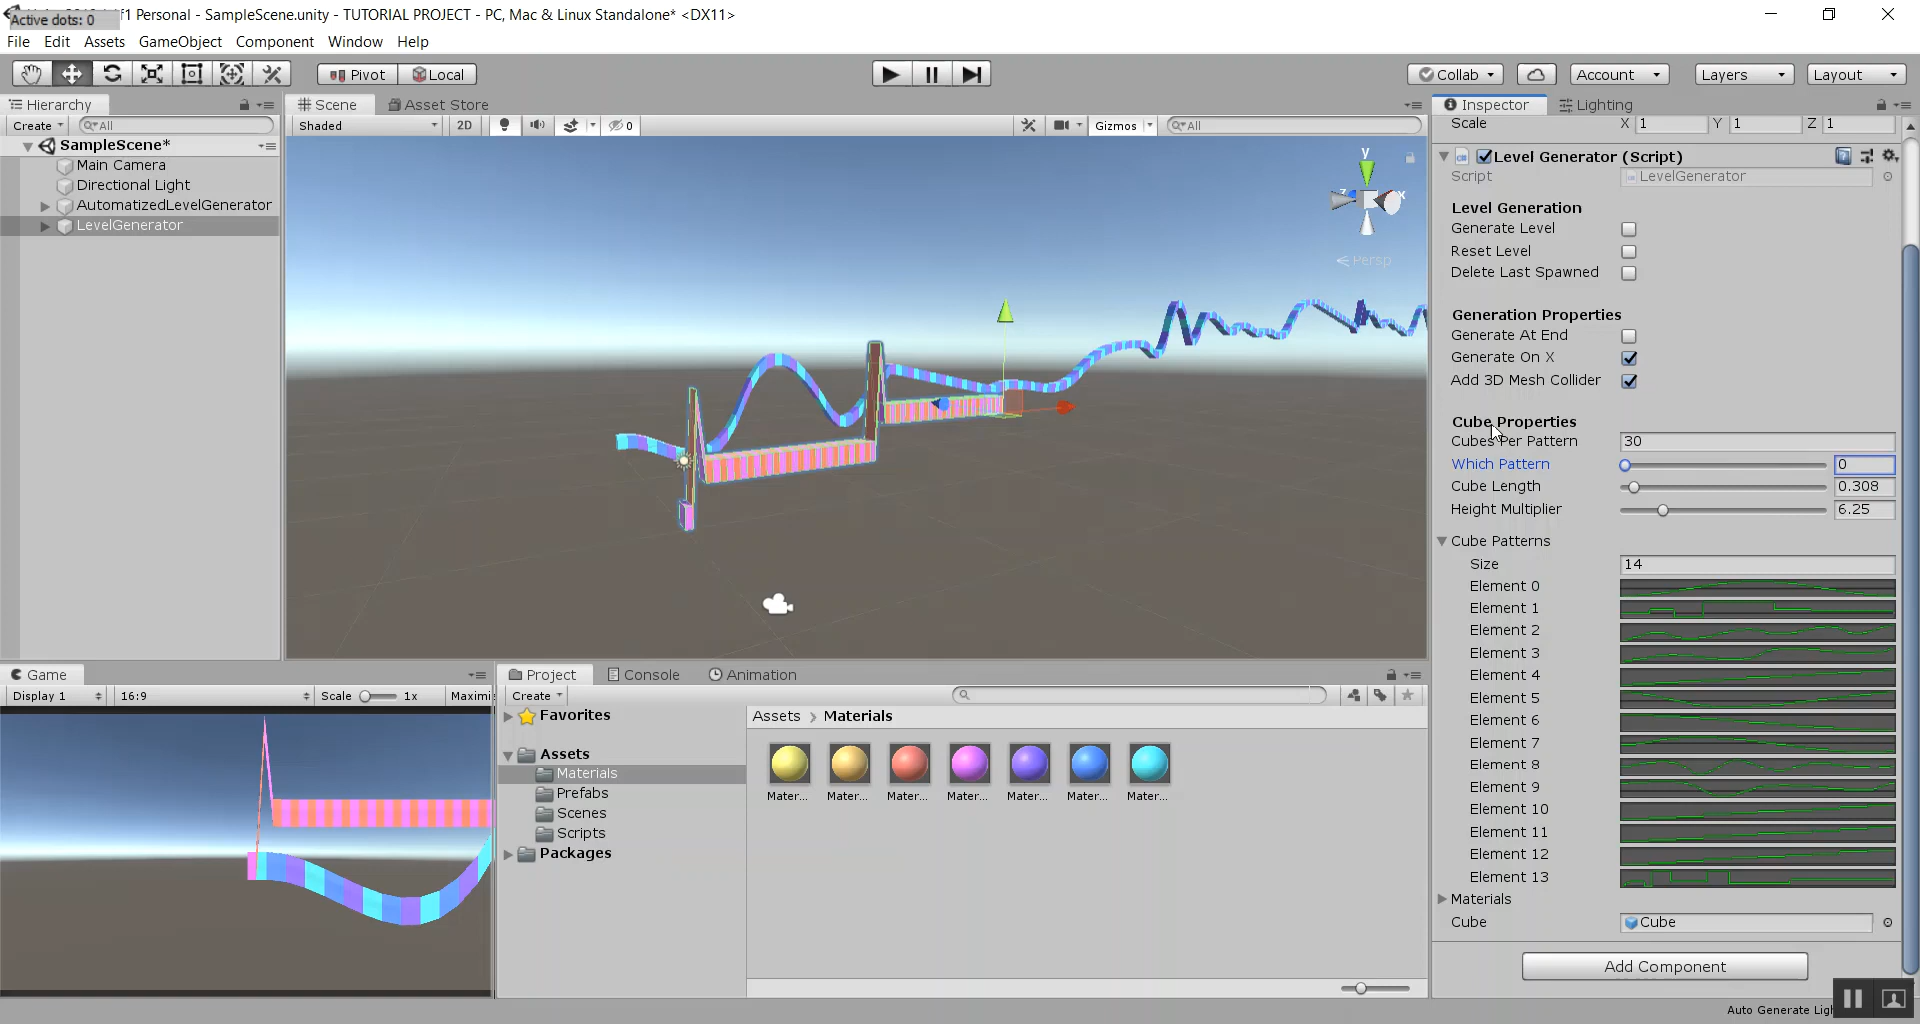 Active dots: 0
f1 Personal - SampleScene.unity - TUTORIAL PROJECT - PC, Mac & Linux Standalone* <DX11>
File Edit Assets GameObject Component Window Help
Pivot Local Collab Account Layers Layout
Hierarchy
Create All
SampleScene*
Main Camera
Directional Light
AutomatizedLevelGenerator
LevelGenerator
Scene Asset Store
Shaded 2D 0 Gizmos All
y
z x
Persp
Inspector Lighting
Scale X 1 Y 1 Z 1
Level Generator (Script)
Script LevelGenerator
Level Generation
Generate Level
Reset Level
Delete Last Spawned
Generation Properties
Generate At End
Generate On X
Add 3D Mesh Collider
Cube Properties
Cubes Per Pattern 30
Which Pattern 0
Cube Length 0.308
Height Multiplier 6.25
Cube Patterns
Size 14
Element 0
Element 1
Element 2
Element 3
Element 4
Element 5
Element 6
Element 7
Element 8
Element 9
Element 10
Element 11
Element 12
Element 13
Materials
Cube Cube
Add Component
Game
Display 1 16:9 Scale 1x Maximi
Project Console Animation
Create
Favorites
Assets
Materials
Prefabs
Scenes
Scripts
Packages
Assets > Materials
Mater... Mater... Mater... Mater... Mater... Mater... Mater...
Auto Generate Ligh